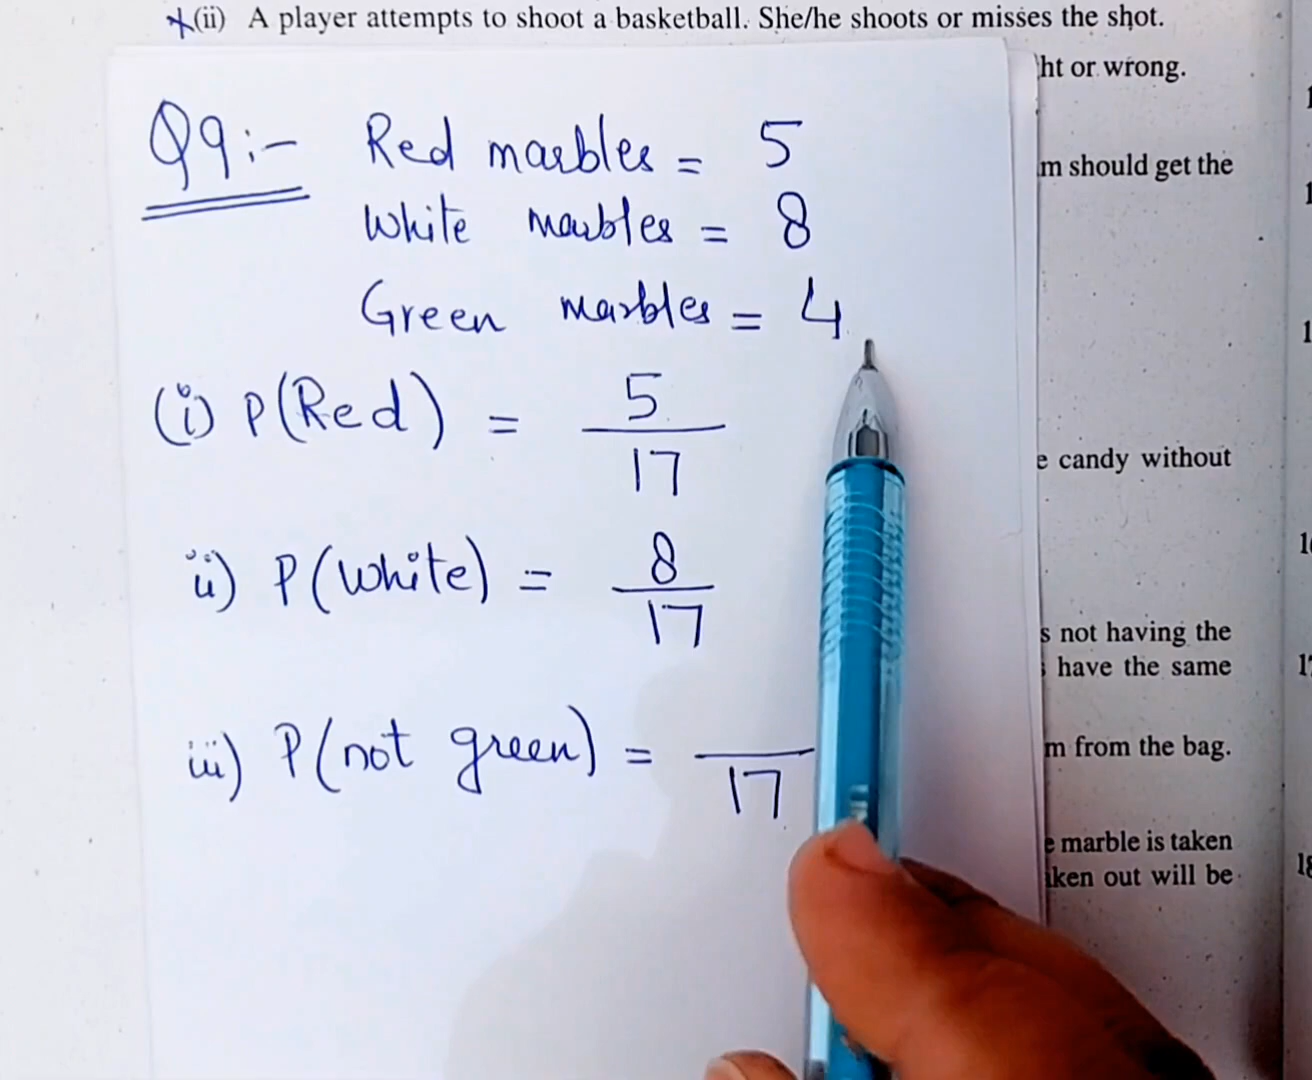 (ii) A player attempts to shoot a basketball. She/he shoots or misses the shot.
ht or wrong.
Q9:- Red marbles = 5
m should get the
White marbles = 8
Green marbles = 4
(i) P(Red) = 5/17
e candy without
ii) P(white) = 8/17
s not having the
have the same
iii) P(not green) = /17
m from the bag.
e marble is taken
ken out will be